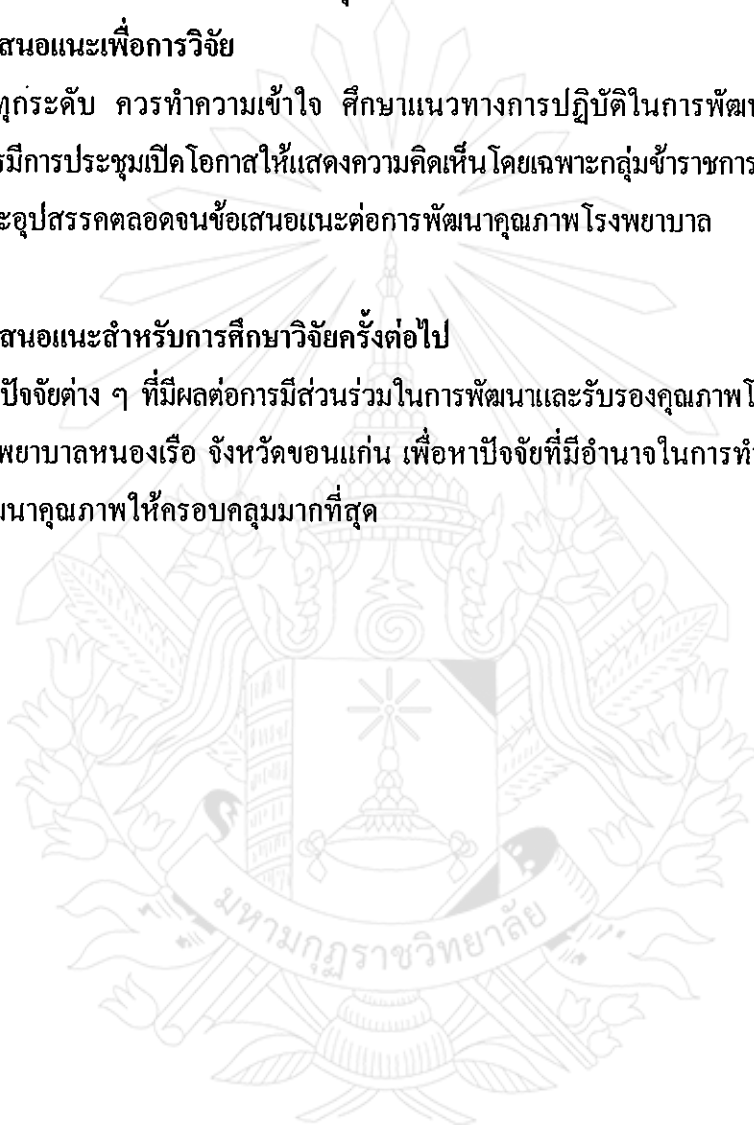 สนอแนะเพื่อการวิจัย
ทุกระดับ ควรทำความเข้าใจ ศึกษาแนวทางการปฏิบัติในการพัฒ
มีการประชุมเปิดโอกาสให้แสดงความคิดเห็นโดยเฉพาะกลุ่มข้าราชการ
ะอุปสรรคตลอดจนข้อเสนอแนะต่อการพัฒนาคุณภาพโรงพยาบาล
สนอแนะสำหรับการศึกษาวิจัยครั้งต่อไป
ปัจจัยต่าง ๆ ที่มีผลต่อการมีส่วนร่วมในการพัฒนาและรับรองคุณภาพโ
พยาบาลหนองเรือ จังหวัดขอนแก่น เพื่อหาปัจจัยที่มีอำนาจในการทำ
นาคุณภาพให้ครอบคลุมมากที่สุด
มหามกุฏราชวิทยาลัย